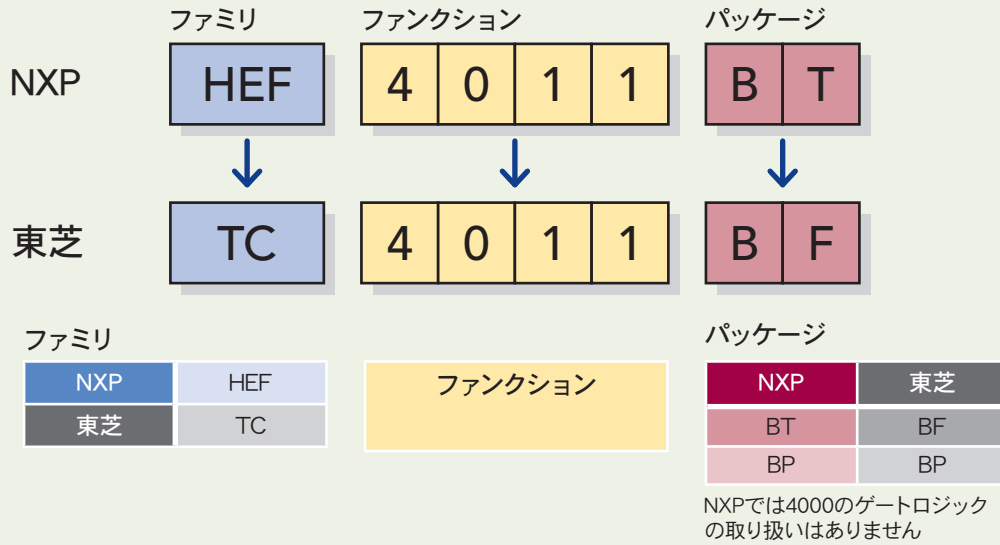 ファミリ ファンクション パッケージ
NXP HEF 4 0 1 1 B T
東芝 TC 4 0 1 1 B F
ファミリ
NXP HEF
東芝 TC
ファンクション
パッケージ
NXP 東芝
BT BF
BP BP
NXPでは4000のゲートロジック
の取り扱いはありません